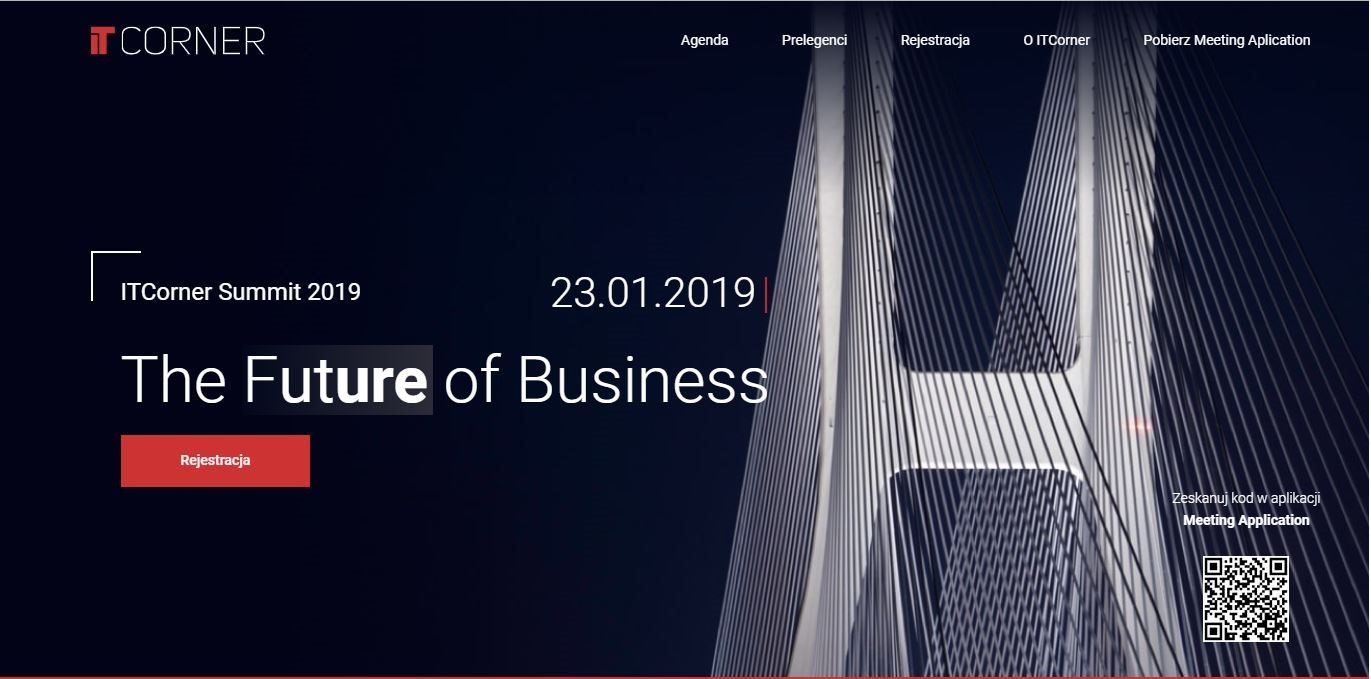 iT CORNER
Agenda Prelegenci Rejestracja O ITCorner Pobierz Meeting Aplication
ITCorner Summit 2019
23.01.2019
The Future of Business
Rejestracja
Zeskanuj kod w aplikacji
Meeting Application